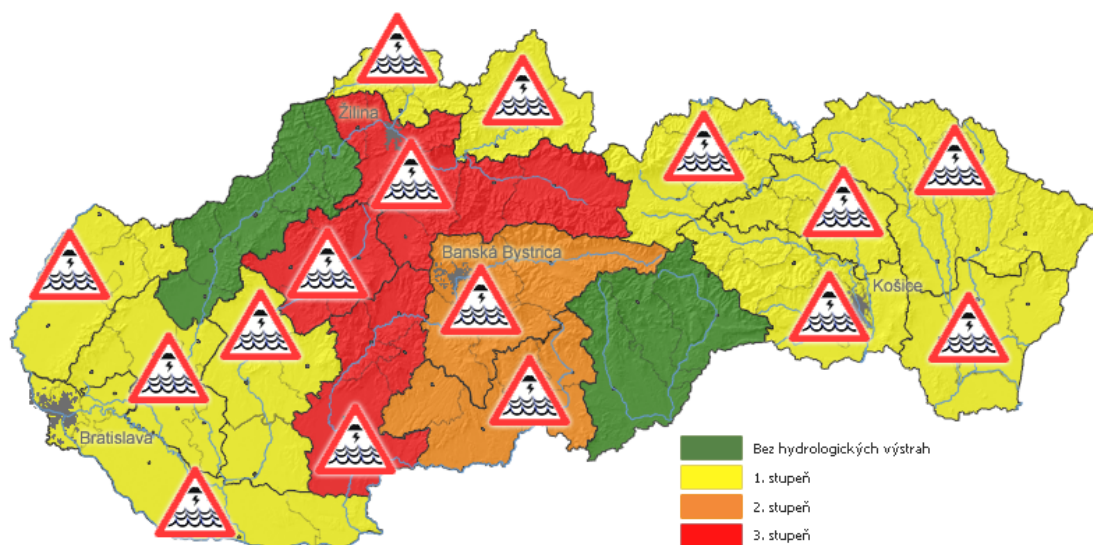 Žilina
Banská Bystrica
Košice
Bratislava
Bez hydrologických výstrah
1. stupeň
2. stupeň
3. stupeň